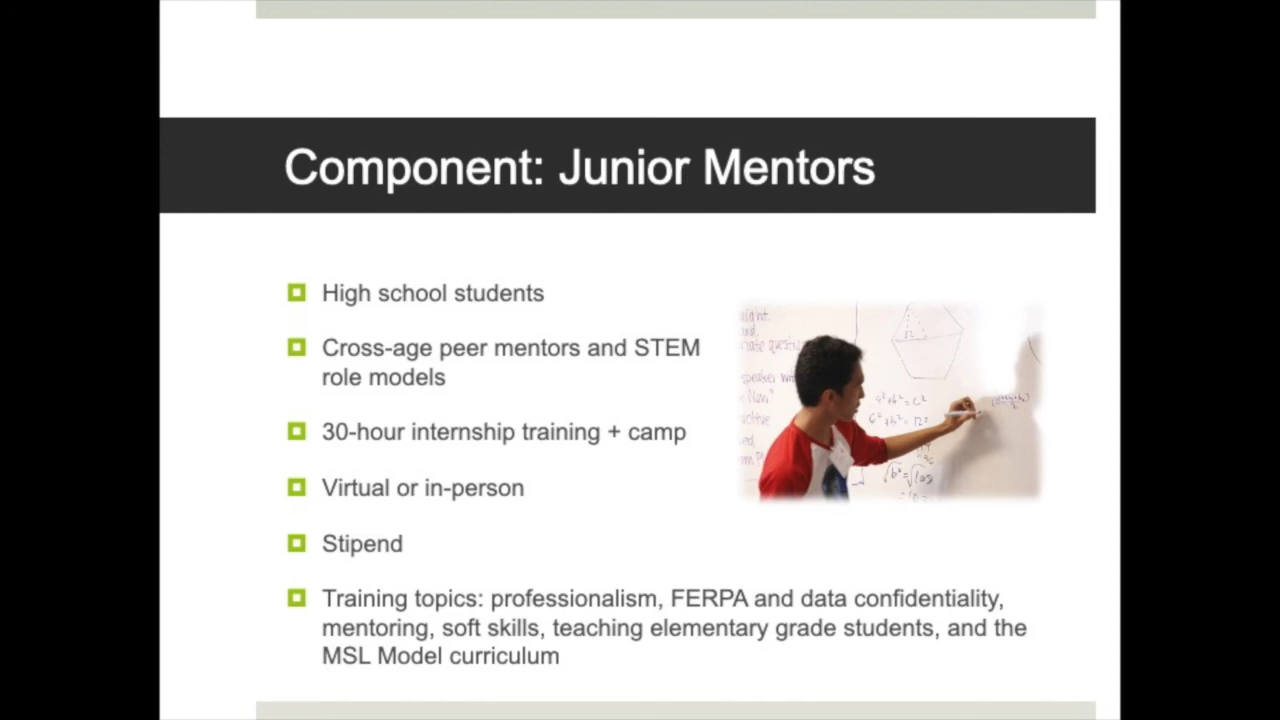 Component: Junior Mentors
High school students
Cross-age peer mentors and STEM
role models
30-hour internship training + camp
Virtual or in-person
Stipend
Training topics: professionalism, FERPA and data confidentiality,
mentoring, soft skills, teaching elementary grade students, and the
MSL Model curriculum